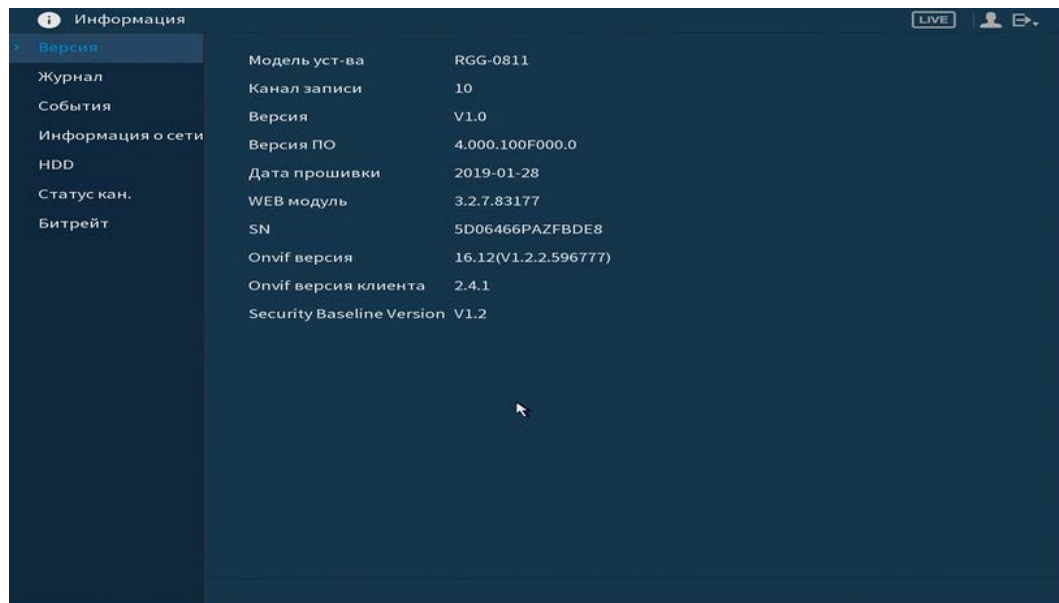 Информация
LIVE
Версия
Журнал
События
Информация о сети
HDD
Статус кан.
Битрейт
Модель уст-ва RGG-0811
Канал записи 10
Версия V1.0
Версия ПО 4.000.100F000.0
Дата прошивки 2019-01-28
WEB модуль 3.2.7.83177
SN 5D06466PAZFBDE8
Onvif версия 16.12(V1.2.2.596777)
Onvif версия клиента 2.4.1
Security Baseline Version V1.2